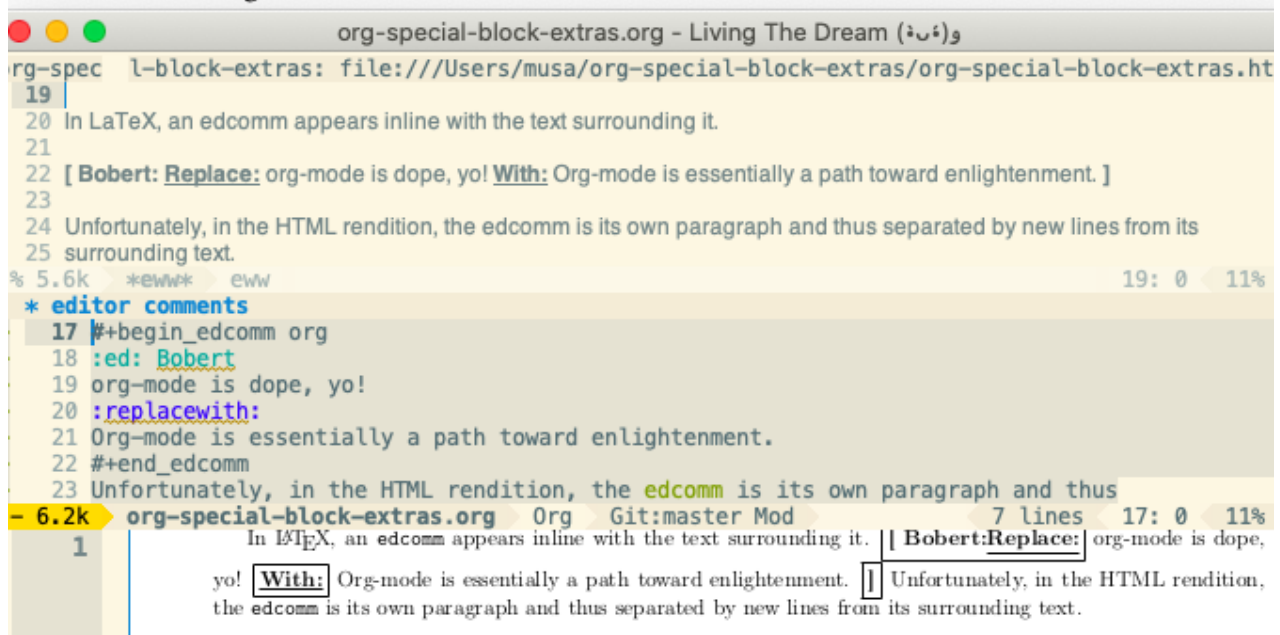 org-special-block-extras.org - Living The Dream
rg-spec l-block-extras: file:///Users/musa/org-special-block-extras/org-special-block-extras.ht
19
20 In LaTeX, an edcomm appears inline with the text surrounding it.
21
22 [ Bobert: Replace: org-mode is dope, yo! With: Org-mode is essentially a path toward enlightenment. ]
23
24 Unfortunately, in the HTML rendition, the edcomm is its own paragraph and thus separated by new lines from its
25 surrounding text.
% 5.6k *eww* eww 19: 0 11%
* editor comments
17 #+begin_edcomm org
18 :ed: Bobert
19 org-mode is dope, yo!
20 :replacewith:
21 Org-mode is essentially a path toward enlightenment.
22 #+end_edcomm
23 Unfortunately, in the HTML rendition, the edcomm is its own paragraph and thus
- 6.2k org-special-block-extras.org Org Git:master Mod 7 lines 17: 0 11%
1 In LATEX, an edcomm appears inline with the text surrounding it. [ Bobert:Replace: org-mode is dope,
yo! With: Org-mode is essentially a path toward enlightenment. ] Unfortunately, in the HTML rendition,
the edcomm is its own paragraph and thus separated by new lines from its surrounding text.